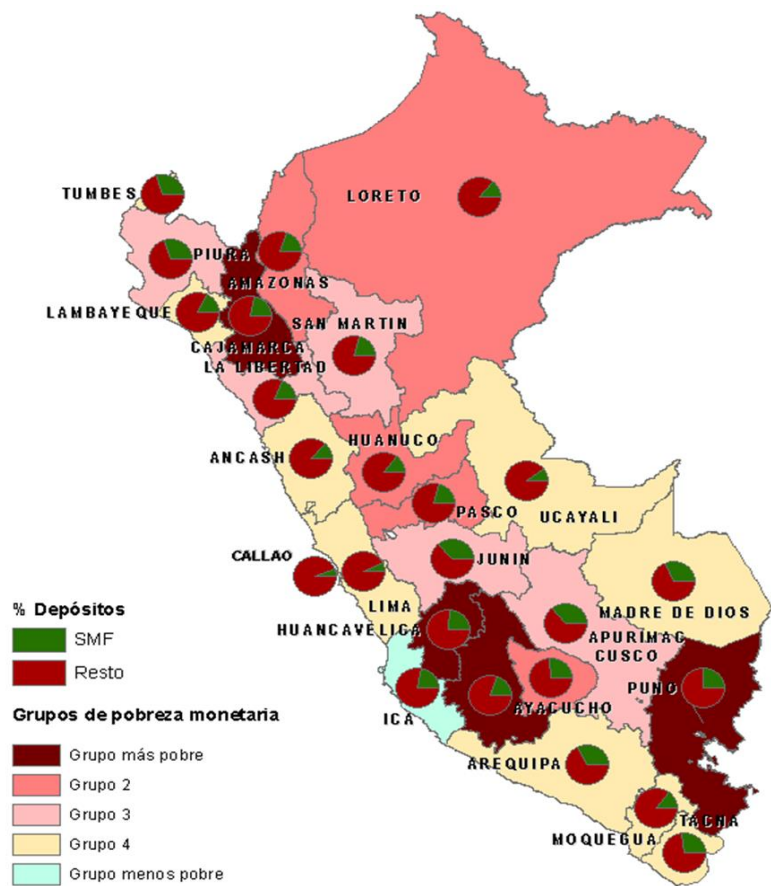 TUMBES
LORETO
PIURA
AMAZONAS
LAMBAYEQUE
SAN MARTIN
CAJAMARCA
LA LIBERTAD
HUANUCO
ANCASH
PASCO
UCAYALI
CALLAO
JUNIN
LIMA
MADRE DE DIOS
HUANCAVELICA
APURIMAC
CUSCO
PUNO
ICA
AYACUCHO
AREQUIPA
TACNA
MOQUEGUA
% Depósitos
SMF
Resto
Grupos de pobreza monetaria
Grupo más pobre
Grupo 2
Grupo 3
Grupo 4
Grupo menos pobre